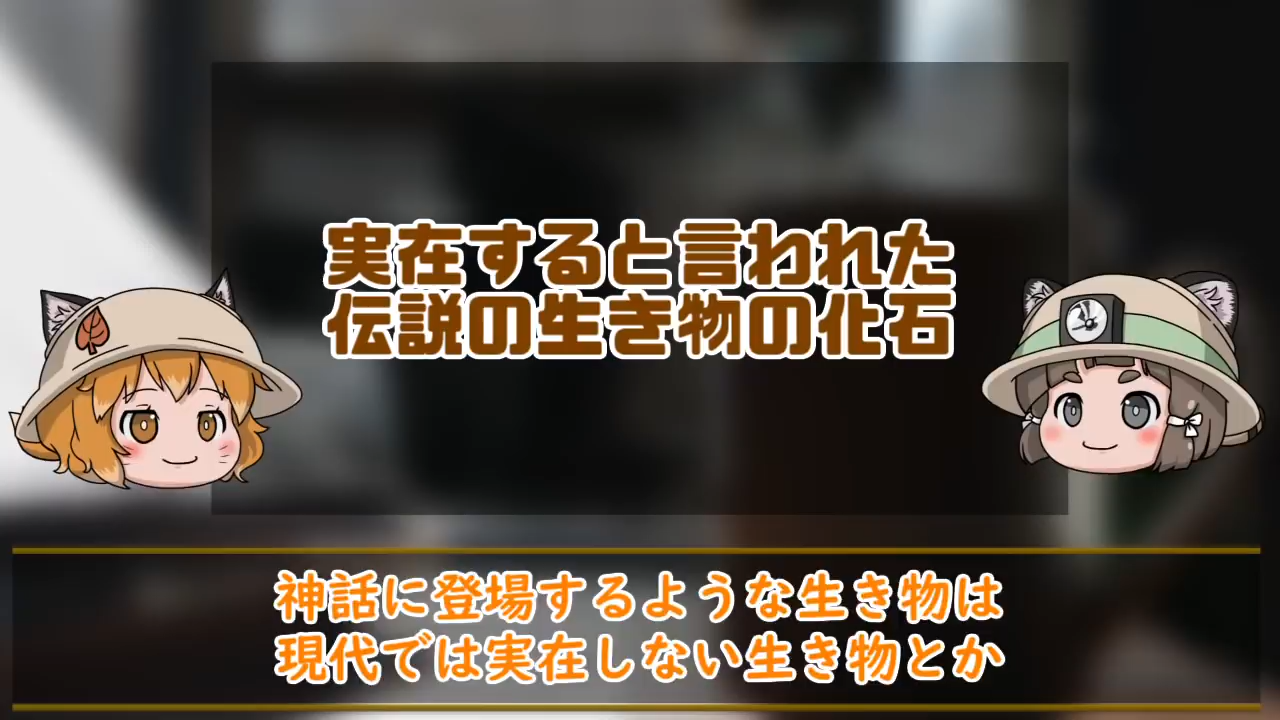 実在すると言われた
伝説の生き物の化石
神話に登場するような生き物は
現代では実在しない生き物とか